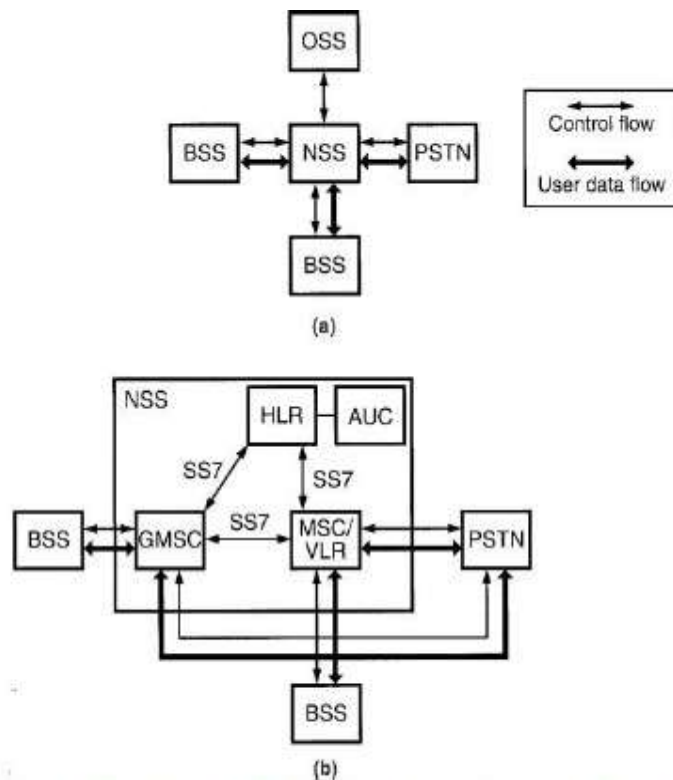 OSS
BSS
NSS
PSTN
BSS
Control flow
User data flow
(a)
NSS
HLR
AUC
SS7
SS7
SS7
BSS
GMSC
MSC/
VLR
PSTN
BSS
(b)